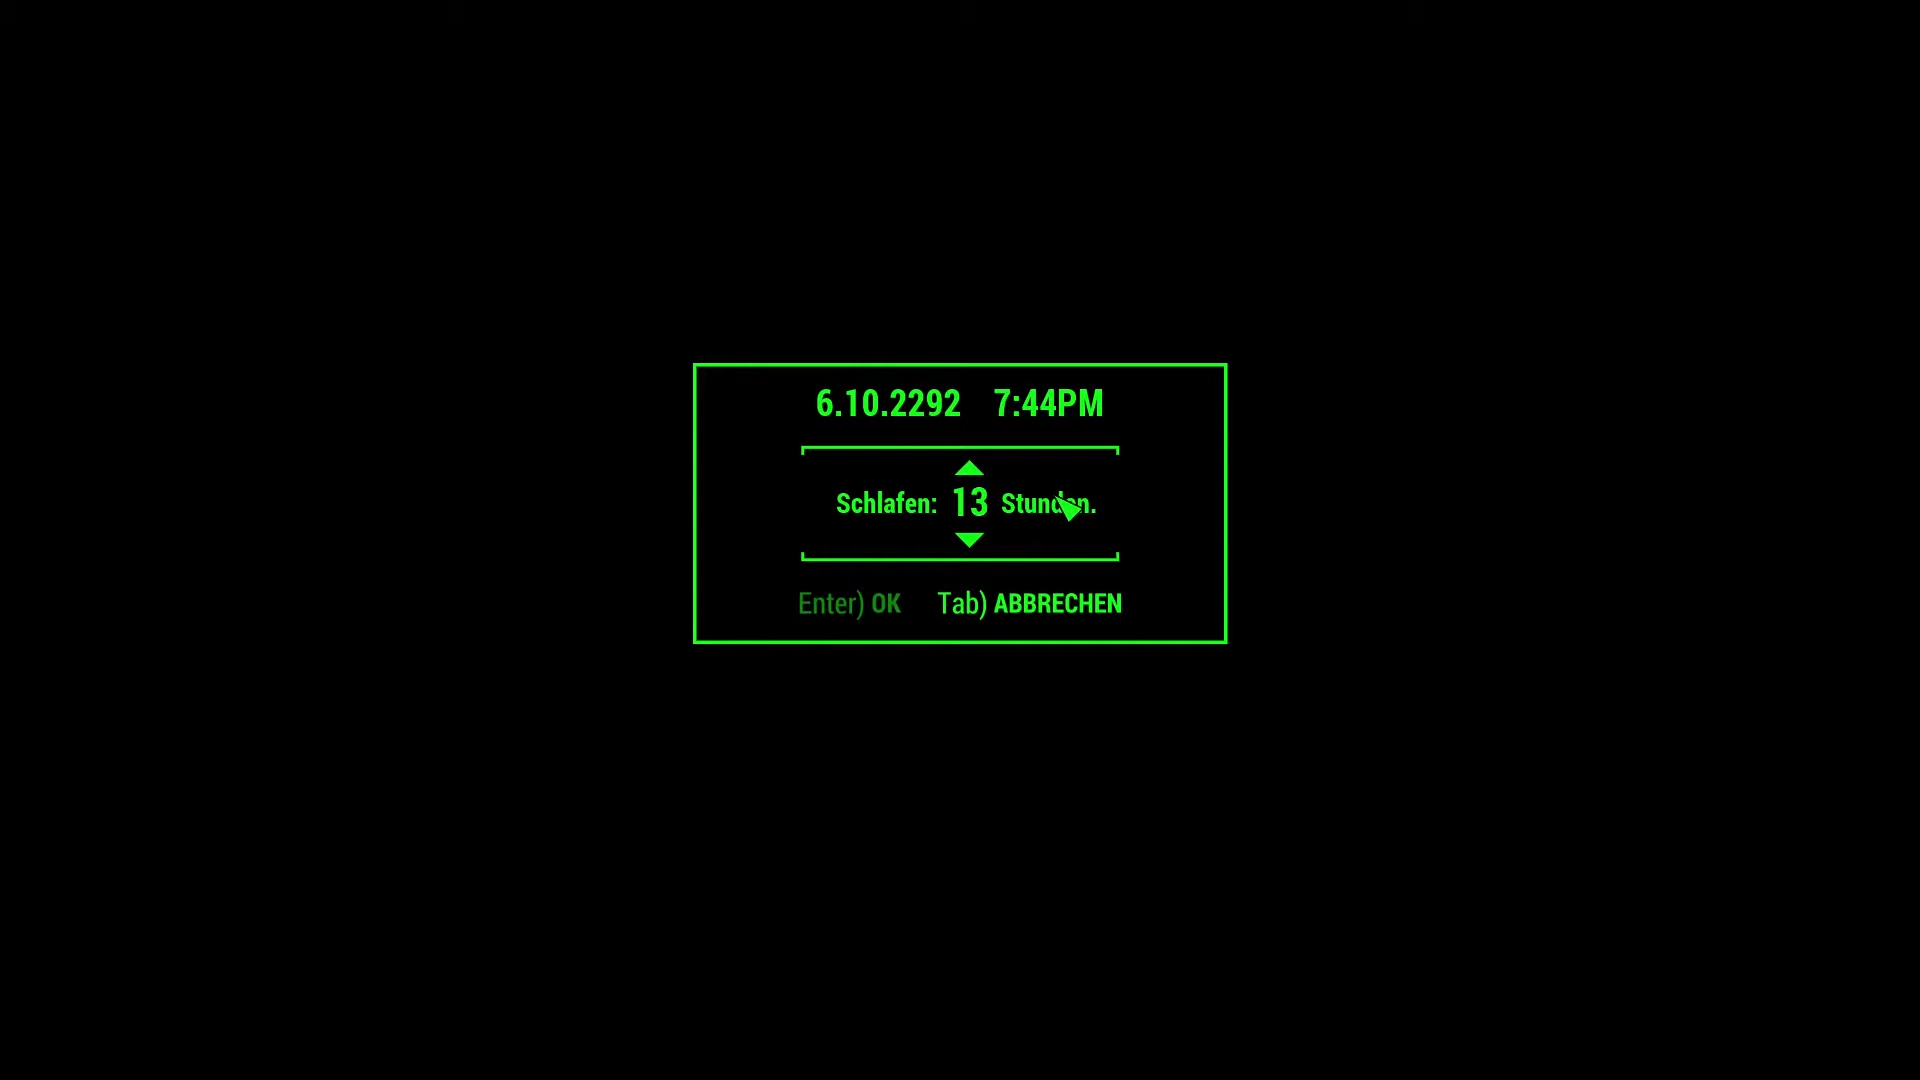 6.10.2292 7:44PM
Schlafen: 13 Stunden.
Enter) OK Tab) ABBRECHEN